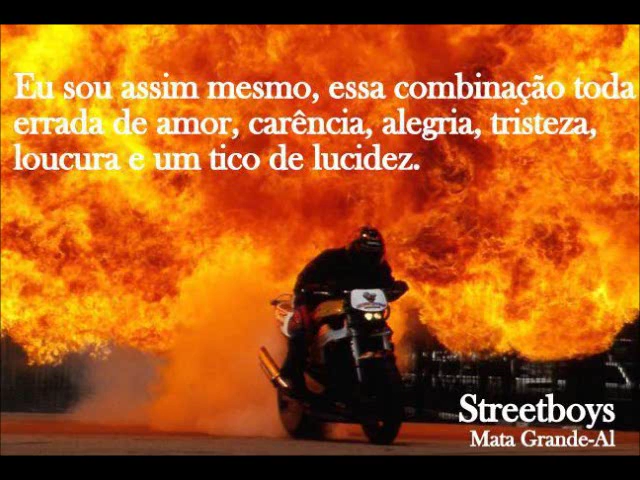 Eu sou assim mesmo, essa combinação toda
errada de amor, carência, alegria, tristeza,
loucura e um tico de lucidez.
Streetboys
Mata Grande-Al